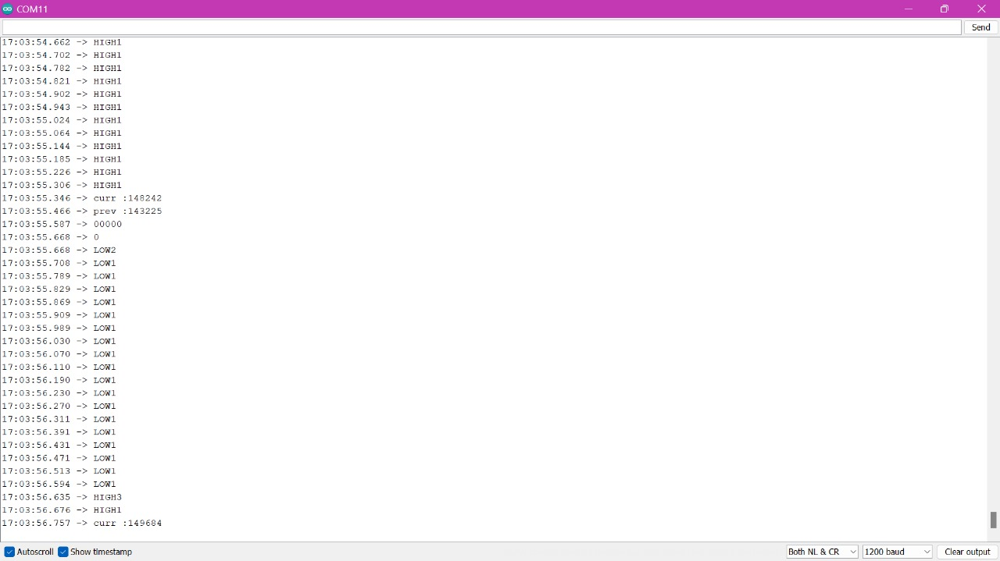 COM11
Send
17:03:54.662 -> HIGH1
17:03:54.702 -> HIGH1
17:03:54.782 -> HIGH1
17:03:54.821 -> HIGH1
17:03:54.902 -> HIGH1
17:03:54.943 -> HIGH1
17:03:55.024 -> HIGH1
17:03:55.064 -> HIGH1
17:03:55.144 -> HIGH1
17:03:55.185 -> HIGH1
17:03:55.226 -> HIGH1
17:03:55.306 -> HIGH1
17:03:55.346 -> curr :148242
17:03:55.466 -> prev :143225
17:03:55.587 -> 00000
17:03:55.668 -> 0
17:03:55.668 -> LOW2
17:03:55.708 -> LOW1
17:03:55.789 -> LOW1
17:03:55.829 -> LOW1
17:03:55.869 -> LOW1
17:03:55.909 -> LOW1
17:03:55.989 -> LOW1
17:03:56.030 -> LOW1
17:03:56.070 -> LOW1
17:03:56.110 -> LOW1
17:03:56.190 -> LOW1
17:03:56.230 -> LOW1
17:03:56.270 -> LOW1
17:03:56.311 -> LOW1
17:03:56.391 -> LOW1
17:03:56.431 -> LOW1
17:03:56.471 -> LOW1
17:03:56.513 -> LOW1
17:03:56.594 -> LOW1
17:03:56.635 -> HIGH3
17:03:56.676 -> HIGH1
17:03:56.757 -> curr :149684
Autoscroll Show timestamp Both NL & CR 1200 baud Clear output